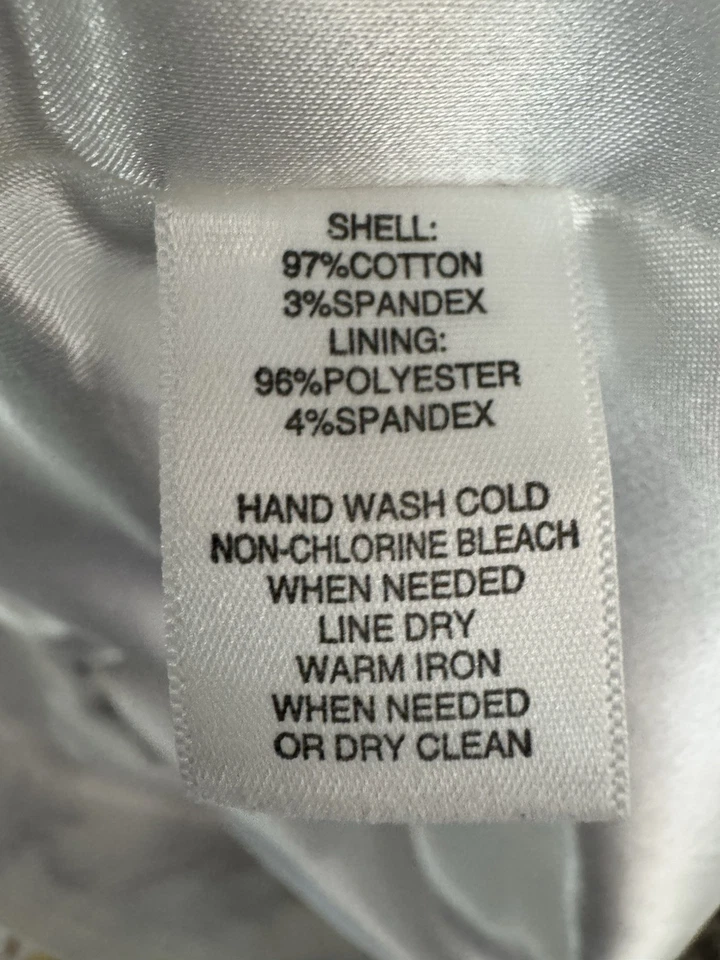 SHELL:
97%COTTON
3%SPANDEX
LINING:
96%POLYESTER
4%SPANDEX
HAND WASH COLD
NON-CHLORINE BLEACH
WHEN NEEDED
LINE DRY
WARM IRON
WHEN NEEDED
OR DRY CLEAN